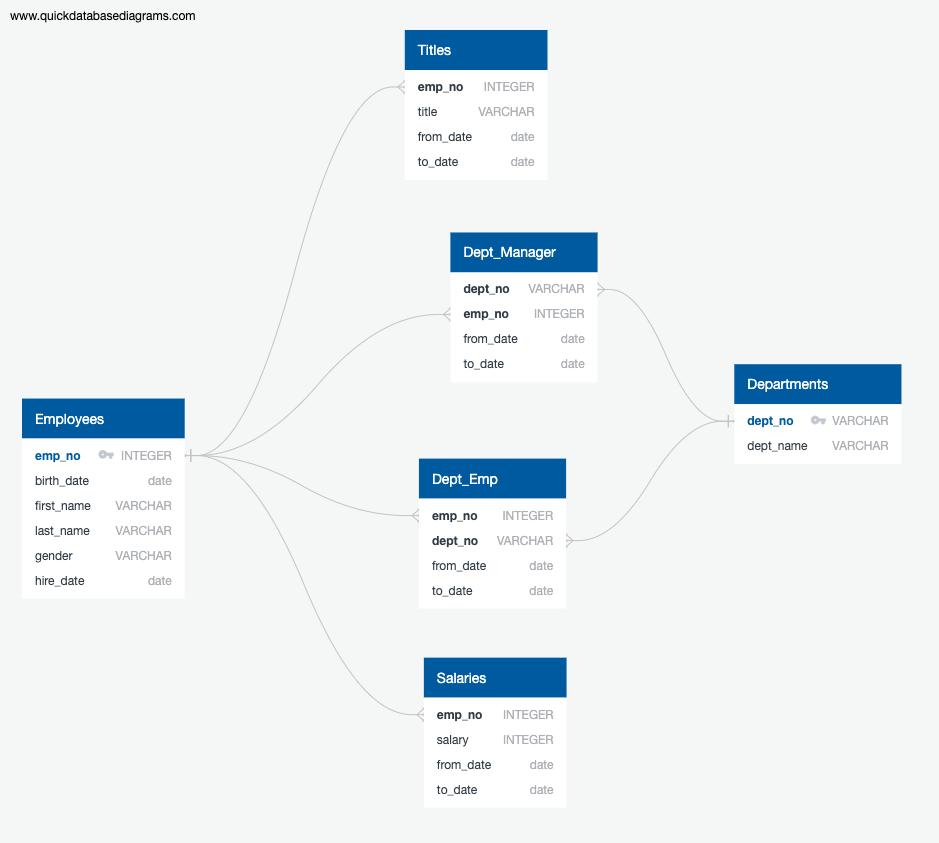 www.quickdatabasediagrams.com
Titles
emp_no INTEGER
title VARCHAR
from_date date
to_date date
Dept_Manager
dept_no VARCHAR
emp_no INTEGER
from_date date
to_date date
Departments
dept_no VARCHAR
dept_name VARCHAR
Employees
emp_no INTEGER
birth_date date
first_name VARCHAR
last_name VARCHAR
gender VARCHAR
hire_date date
Dept_Emp
emp_no INTEGER
dept_no VARCHAR
from_date date
to_date date
Salaries
emp_no INTEGER
salary INTEGER
from_date date
to_date date